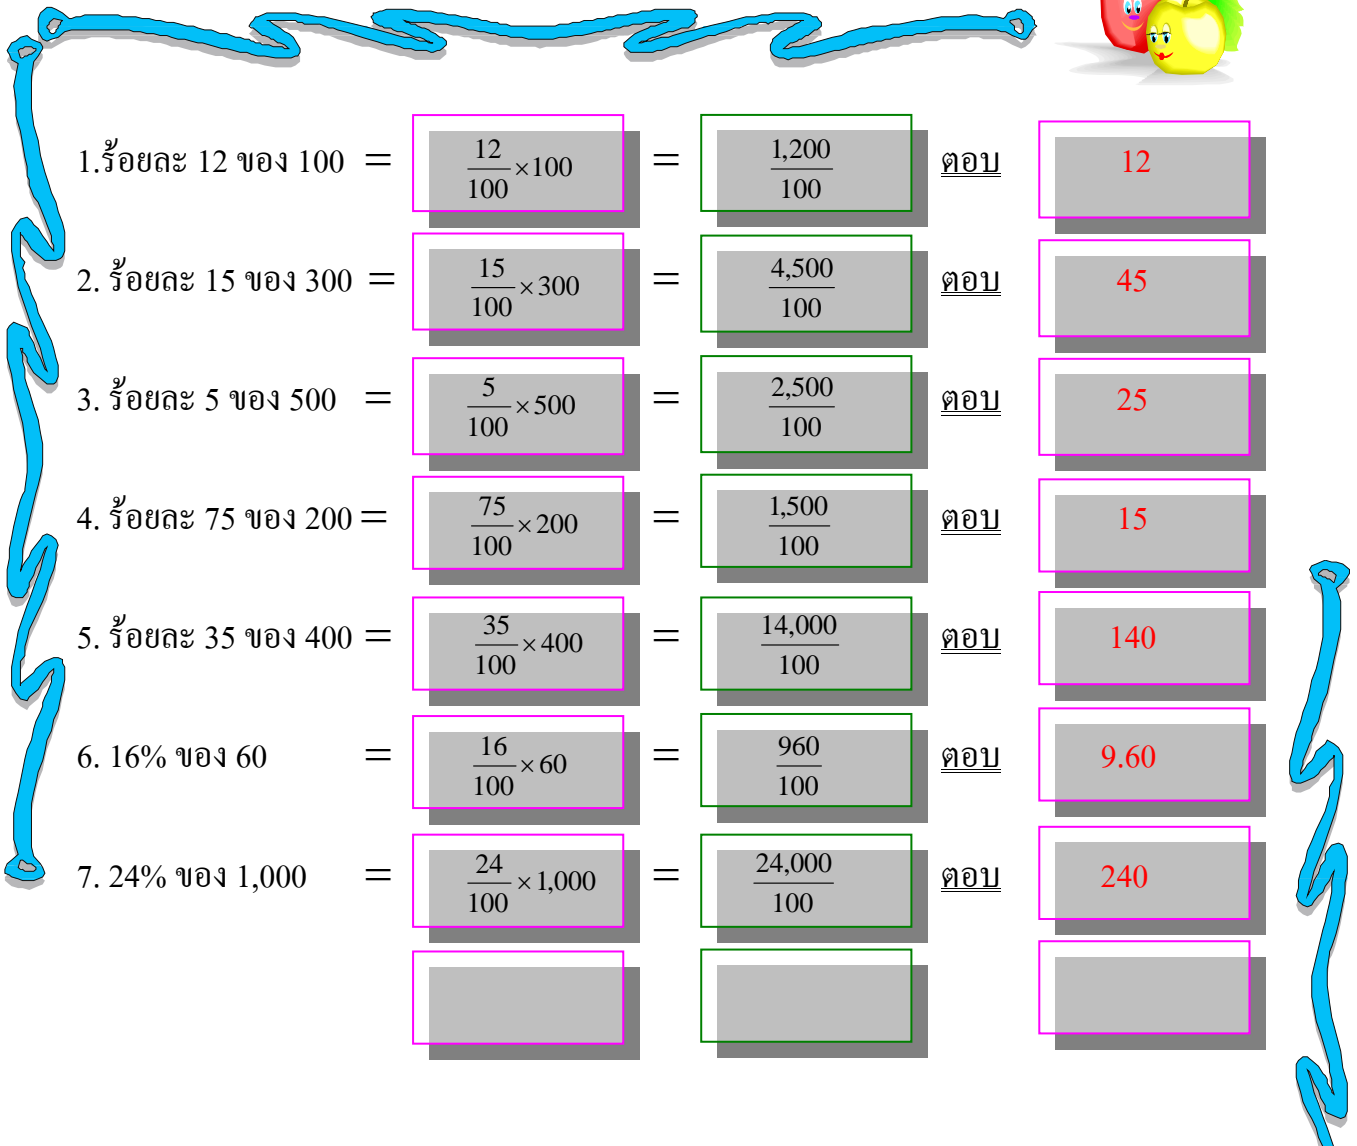 1.ร้อยละ 12 ของ 100 = 12/100 ×100 = 1,200/100 ตอบ 12
2. ร้อยละ 15 ของ 300 = 15/100 ×300 = 4,500/100 ตอบ 45
3. ร้อยละ 5 ของ 500 = 5/100 ×500 = 2,500/100 ตอบ 25
4. ร้อยละ 75 ของ 200 = 75/100 ×200 = 1,500/100 ตอบ 15
5. ร้อยละ 35 ของ 400 = 35/100 ×400 = 14,000/100 ตอบ 140
6. 16% ของ 60 = 16/100 ×60 = 960/100 ตอบ 9.60
7. 24% ของ 1,000 = 24/100 ×1,000 = 24,000/100 ตอบ 240